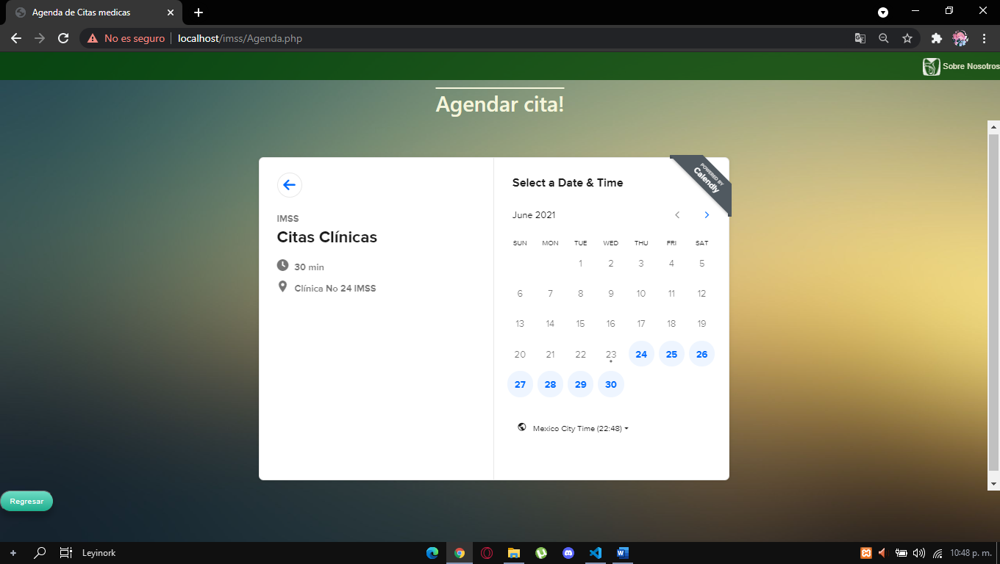 Agenda de Citas medicas
No es seguro
localhost/imss/Agenda.php
Sobre Nosotros
Agendar cita!
POWERED BY
Calendly
IMSS
Citas Clínicas
30 min
Clínica No 24 IMSS
Select a Date & Time
June 2021
SUN MON TUE WED THU FRI SAT
1 2 3 4 5
6 7 8 9 10 11 12
13 14 15 16 17 18 19
20 21 22 23 24 25 26
27 28 29 30
Mexico City Time (22:48)
Regresar
Leyinork
10:48 p. m.